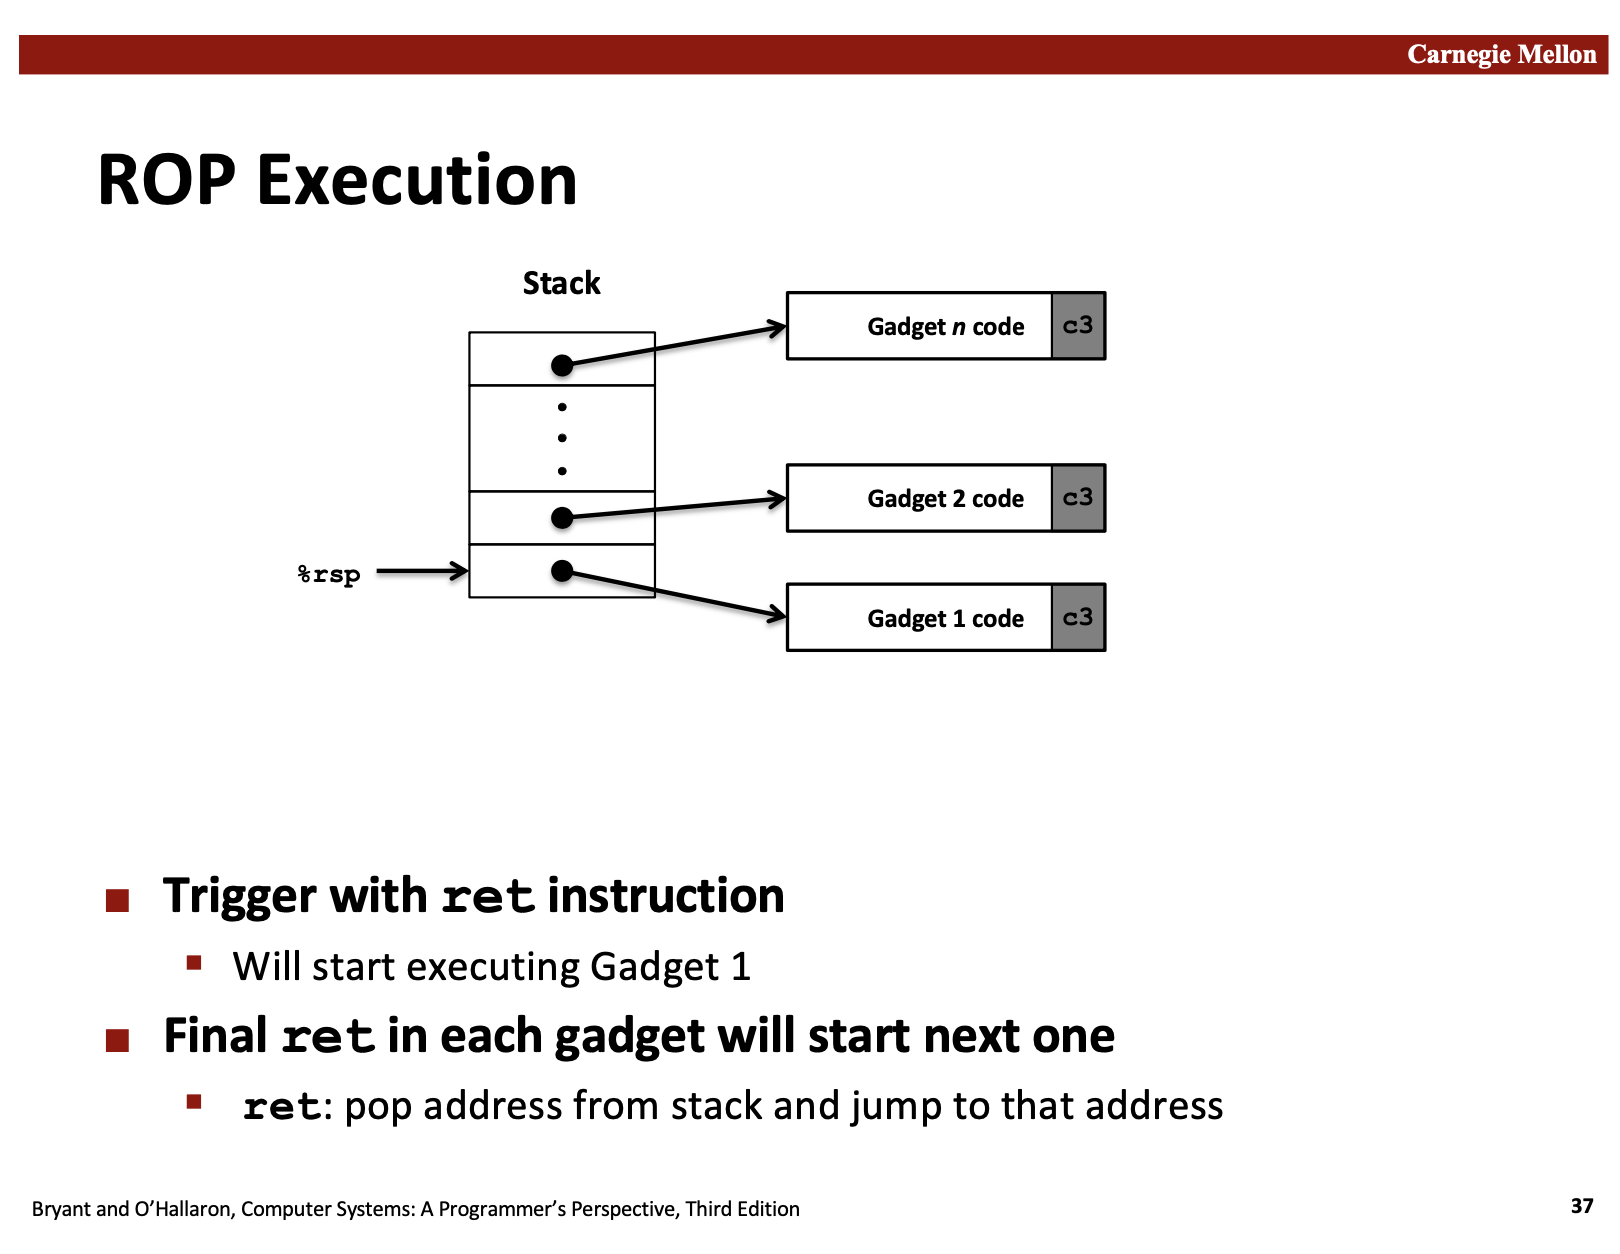 Carnegie Mellon
ROP Execution
Stack
Gadget n code c3
Gadget 2 code c3
%rsp
Gadget 1 code c3
Trigger with ret instruction
Will start executing Gadget 1
Final ret in each gadget will start next one
ret: pop address from stack and jump to that address
Bryant and O’Hallaron, Computer Systems: A Programmer’s Perspective, Third Edition
37